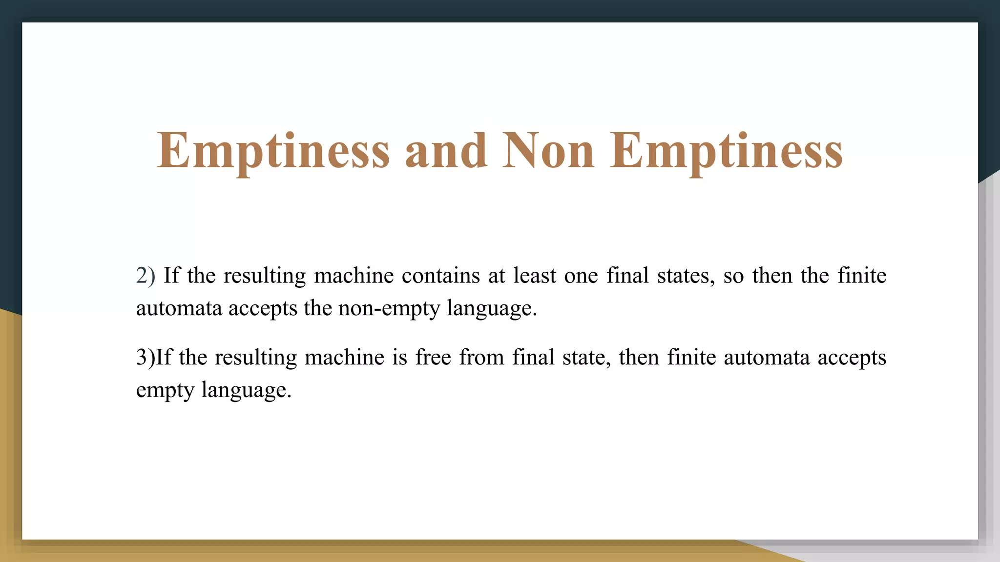 Emptiness and Non Emptiness
2) If the resulting machine contains at least one final states, so then the finite
automata accepts the non-empty language.
3)If the resulting machine is free from final state, then finite automata accepts
empty language.